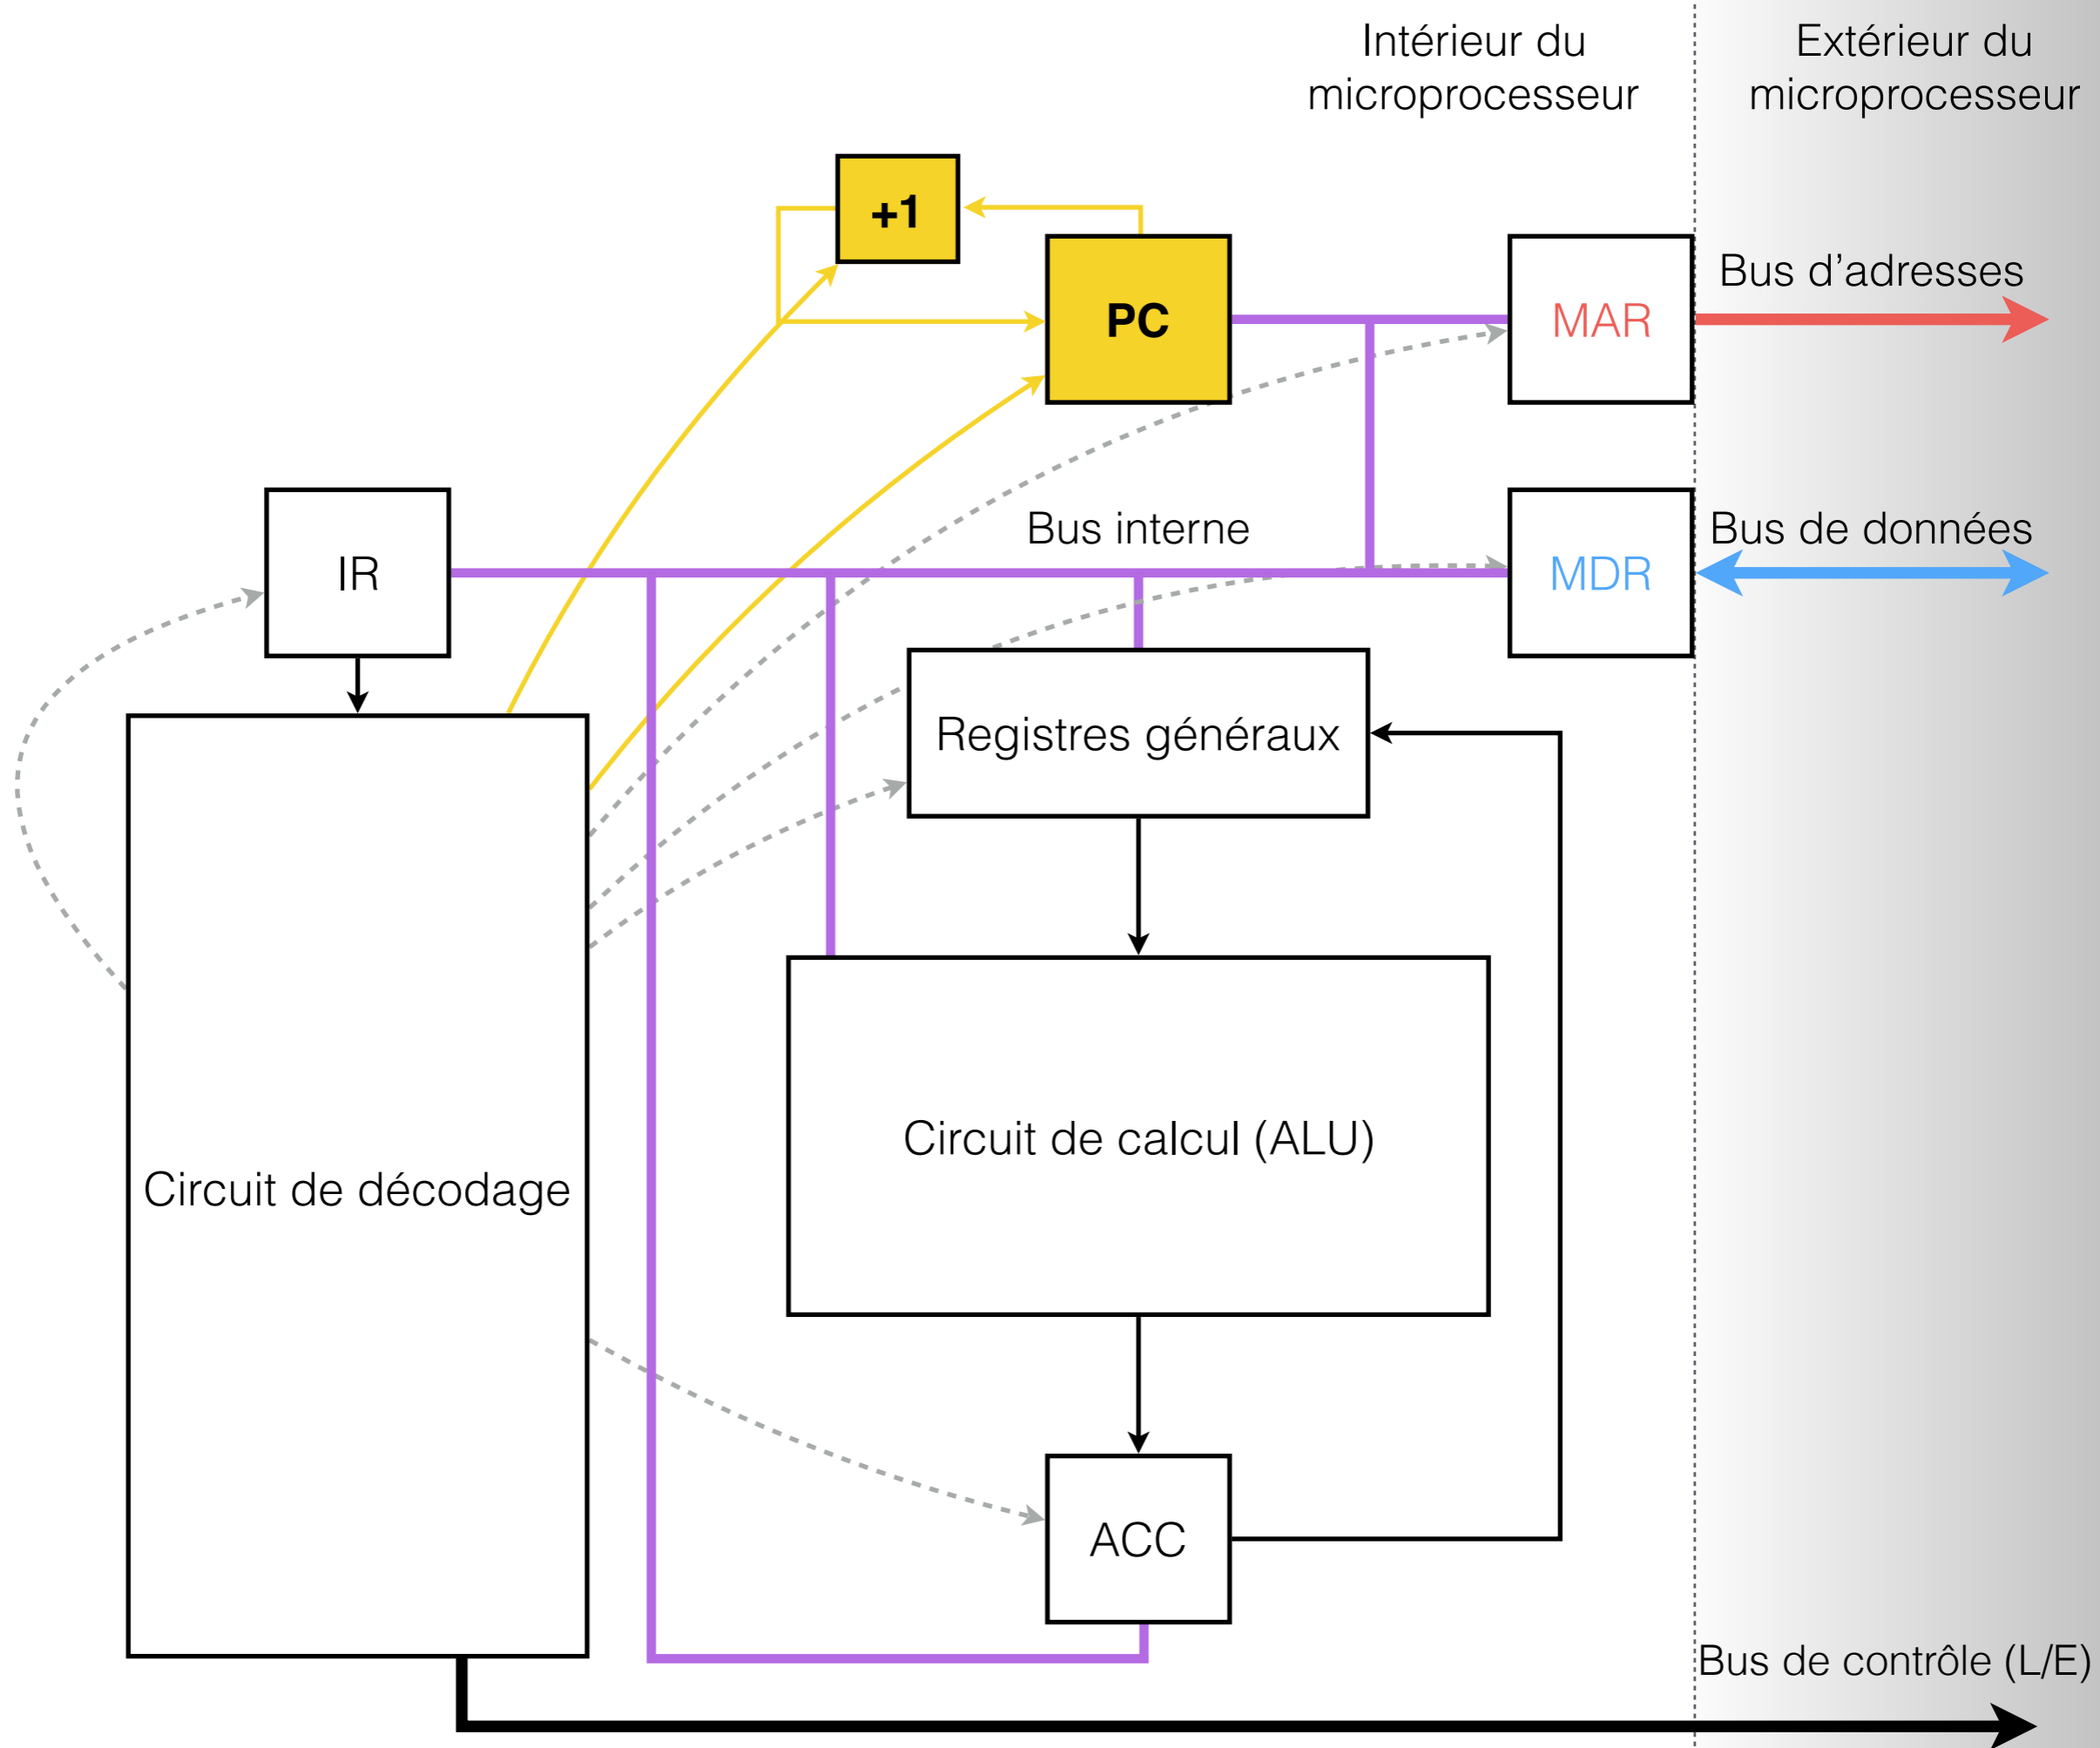 Intérieur du
microprocesseur
Extérieur du
microprocesseur
+1
PC
MAR
Bus d’adresses
IR
Bus interne
MDR
Bus de données
Registres généraux
Circuit de calcul (ALU)
Circuit de décodage
ACC
Bus de contrôle (L/E)